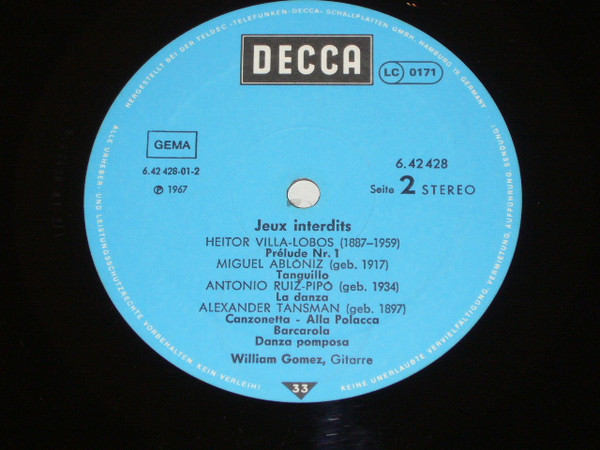 HERGESTELLT BEI DER TELDEC ·TELEFUNKEN-DECCA· SCHALLPLATTEN GMBH, HAMBURG 19, GERMANY ·
DECCA
LC 0171
GEMA
6.42 428-01-2
℗ 1967
6.42 428
Seite 2 STEREO
Jeux interdits
HEITOR VILLA-LOBOS (1887–1959)
Prélude Nr. 1
MIGUEL ABLÓNIZ (geb. 1917)
Tanguillo
ANTONIO RUIZ-PIPÓ (geb. 1934)
La danza
ALEXANDER TANSMAN (geb. 1897)
Canzonetta - Alla Polacca
Barcarola
Danza pomposa
William Gomez, Gitarre
33
ALLE URHEBER- UND LEISTUNGSSCHUTZRECHTE VORBEHALTEN. KEIN VERLEIH!
KEINE UNERLAUBTE VERVIELFÄLTIGUNG, VERMIETUNG, AUFFÜHRUNG, SENDUNG!